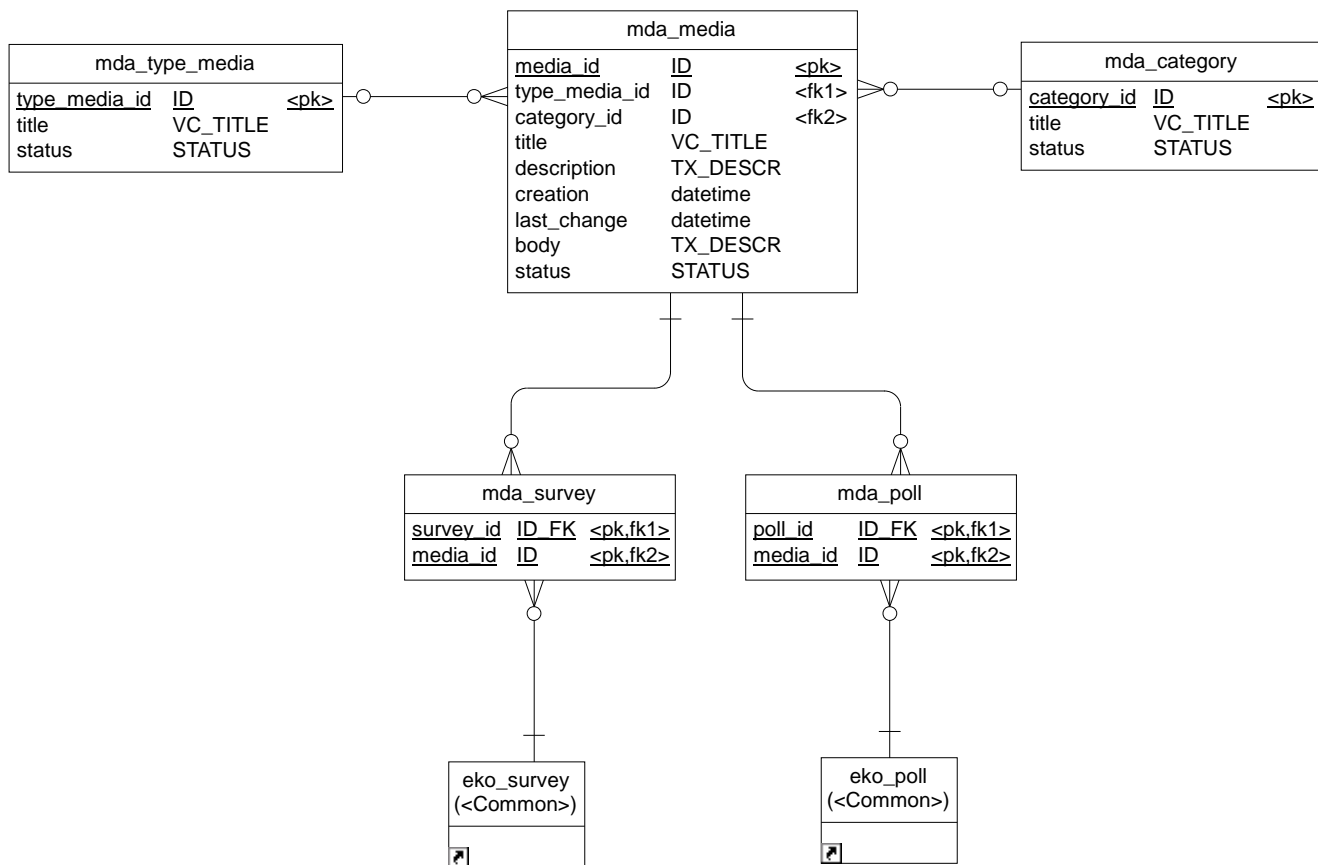 mda_type_media
type_media_id ID <pk>
title VC_TITLE
status STATUS
mda_media
media_id ID <pk>
type_media_id ID <fk1>
category_id ID <fk2>
title VC_TITLE
description TX_DESCR
creation datetime
last_change datetime
body TX_DESCR
status STATUS
mda_category
category_id ID <pk>
title VC_TITLE
status STATUS
mda_survey
survey_id ID_FK <pk,fk1>
media_id ID <pk,fk2>
mda_poll
poll_id ID_FK <pk,fk1>
media_id ID <pk,fk2>
eko_survey
(<Common>)
eko_poll
(<Common>)